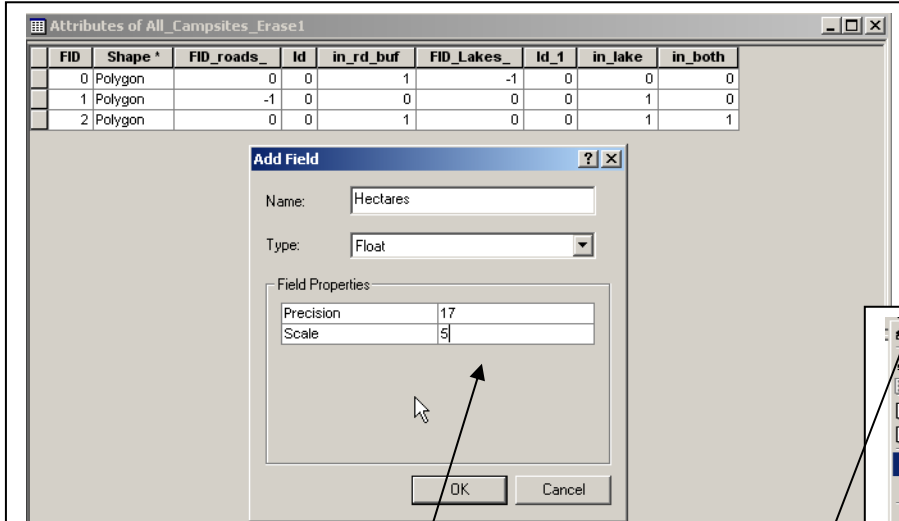 Attributes of All_Campsites_Erase1
FID Shape * FID_roads_ Id in_rd_buf FID_Lakes_ Id_1 in_lake in_both
0 Polygon 0 0 1 -1 0 0 0
1 Polygon -1 0 0 0 0 1 0
2 Polygon 0 0 1 0 0 1 1
Add Field
Name: Hectares
Type: Float
Field Properties
Precision 17
Scale 5
OK Cancel